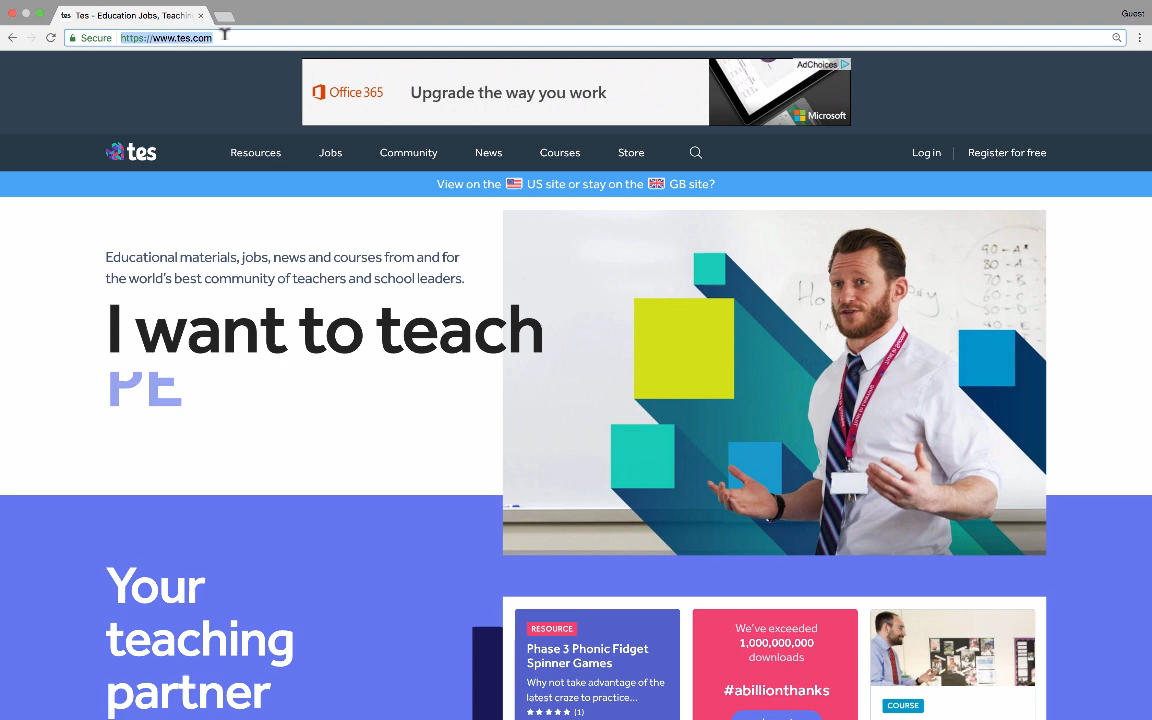 tes Tes - Education Jobs, Teaching
Guest
Secure https://www.tes.com
AdChoices
Office 365 Upgrade the way you work
Microsoft
tes Resources Jobs Community News Courses Store Log in Register for free
View on the US site or stay on the GB site?
Educational materials, jobs, news and courses from and for
the world's best community of teachers and school leaders.
I want to teach
PE
90 - A*
80 - A
Your
teaching
partner
RESOURCE
Phase 3 Phonic Fidget
Spinner Games
Why not take advantage of the
latest craze to practice...
(1)
We've exceeded
1,000,000,000
downloads
#abillionthanks
COURSE